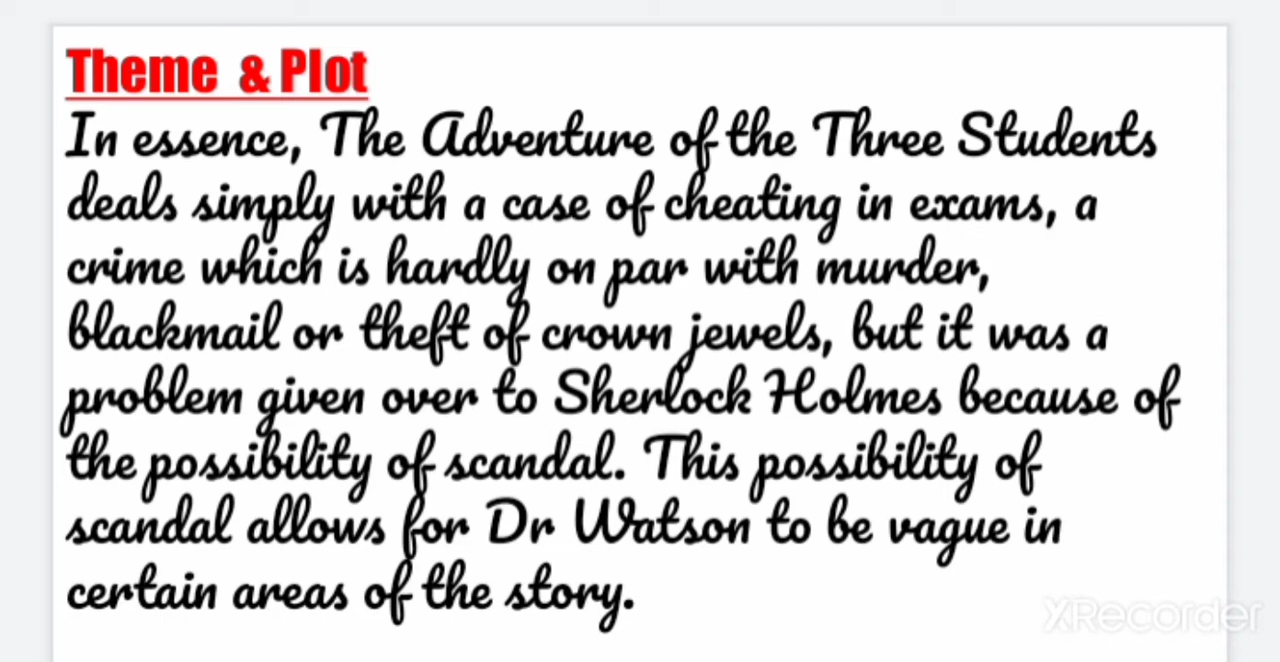 Theme & Plot
In essence, The Adventure of the Three Students
deals simply with a case of cheating in exams, a
crime which is hardly on par with murder,
blackmail or theft of crown jewels, but it was a
problem given over to Sherlock Holmes because of
the possibility of scandal. This possibility of
scandal allows for Dr Watson to be vague in
certain areas of the story.
XRecorder